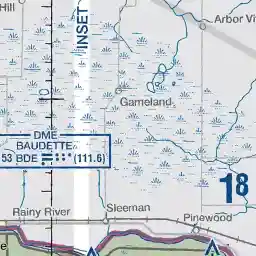 Hill
Arbor Vi
INSET
Gameland
DME
BAUDETTE
53 BDE (111.6)
18
Rainy River
Sleeman
Pinewood